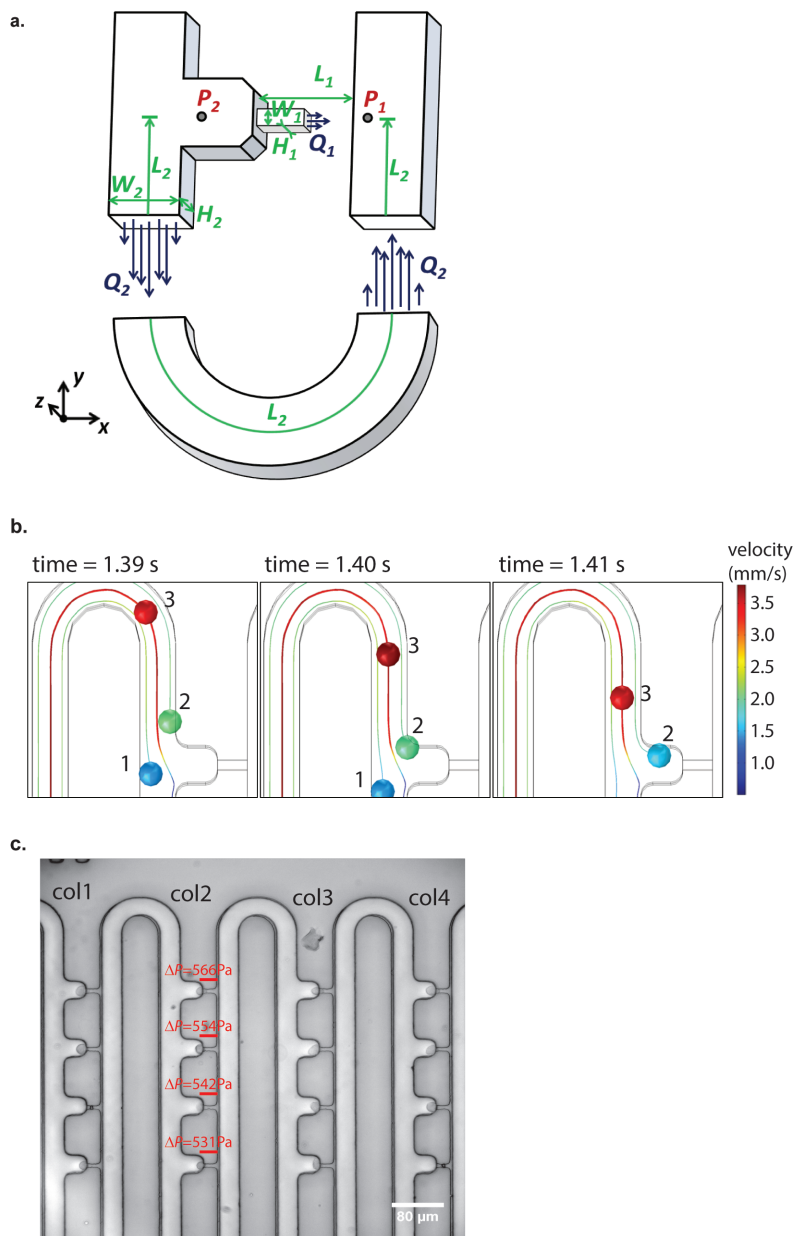 a.
L1
P2
W1
P1
H1
Q1
L2
L2
W2
H2
Q2
Q2
y
z
x
L2
b.
time = 1.39 s
time = 1.40 s
time = 1.41 s
velocity
(mm/s)
3
2
1
3
2
1
3
2
3.5
3.0
2.5
2.0
1.5
1.0
c.
col1
col2
col3
col4
ΔP=566Pa
ΔP=554Pa
ΔP=542Pa
ΔP=531Pa
80 µm